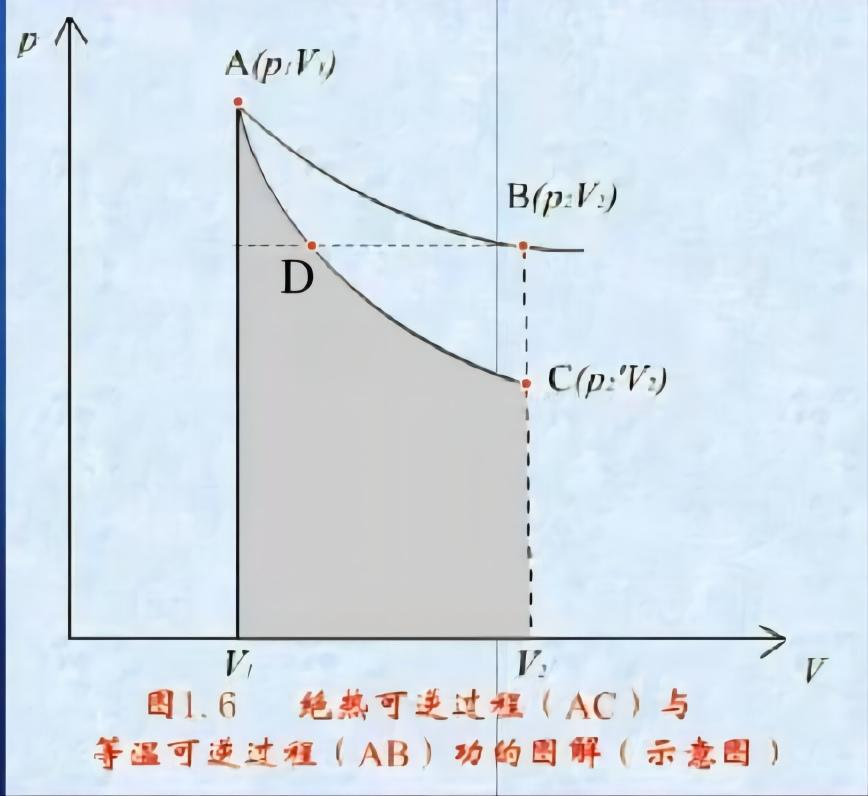 p
A(p₁V₁)
B(p₂V₂)
D
C(p₂'V₂)
V₁
V₂
V
图1.6 绝热可逆过程(AC)与
等温可逆过程(AB)功的图解(示意图)